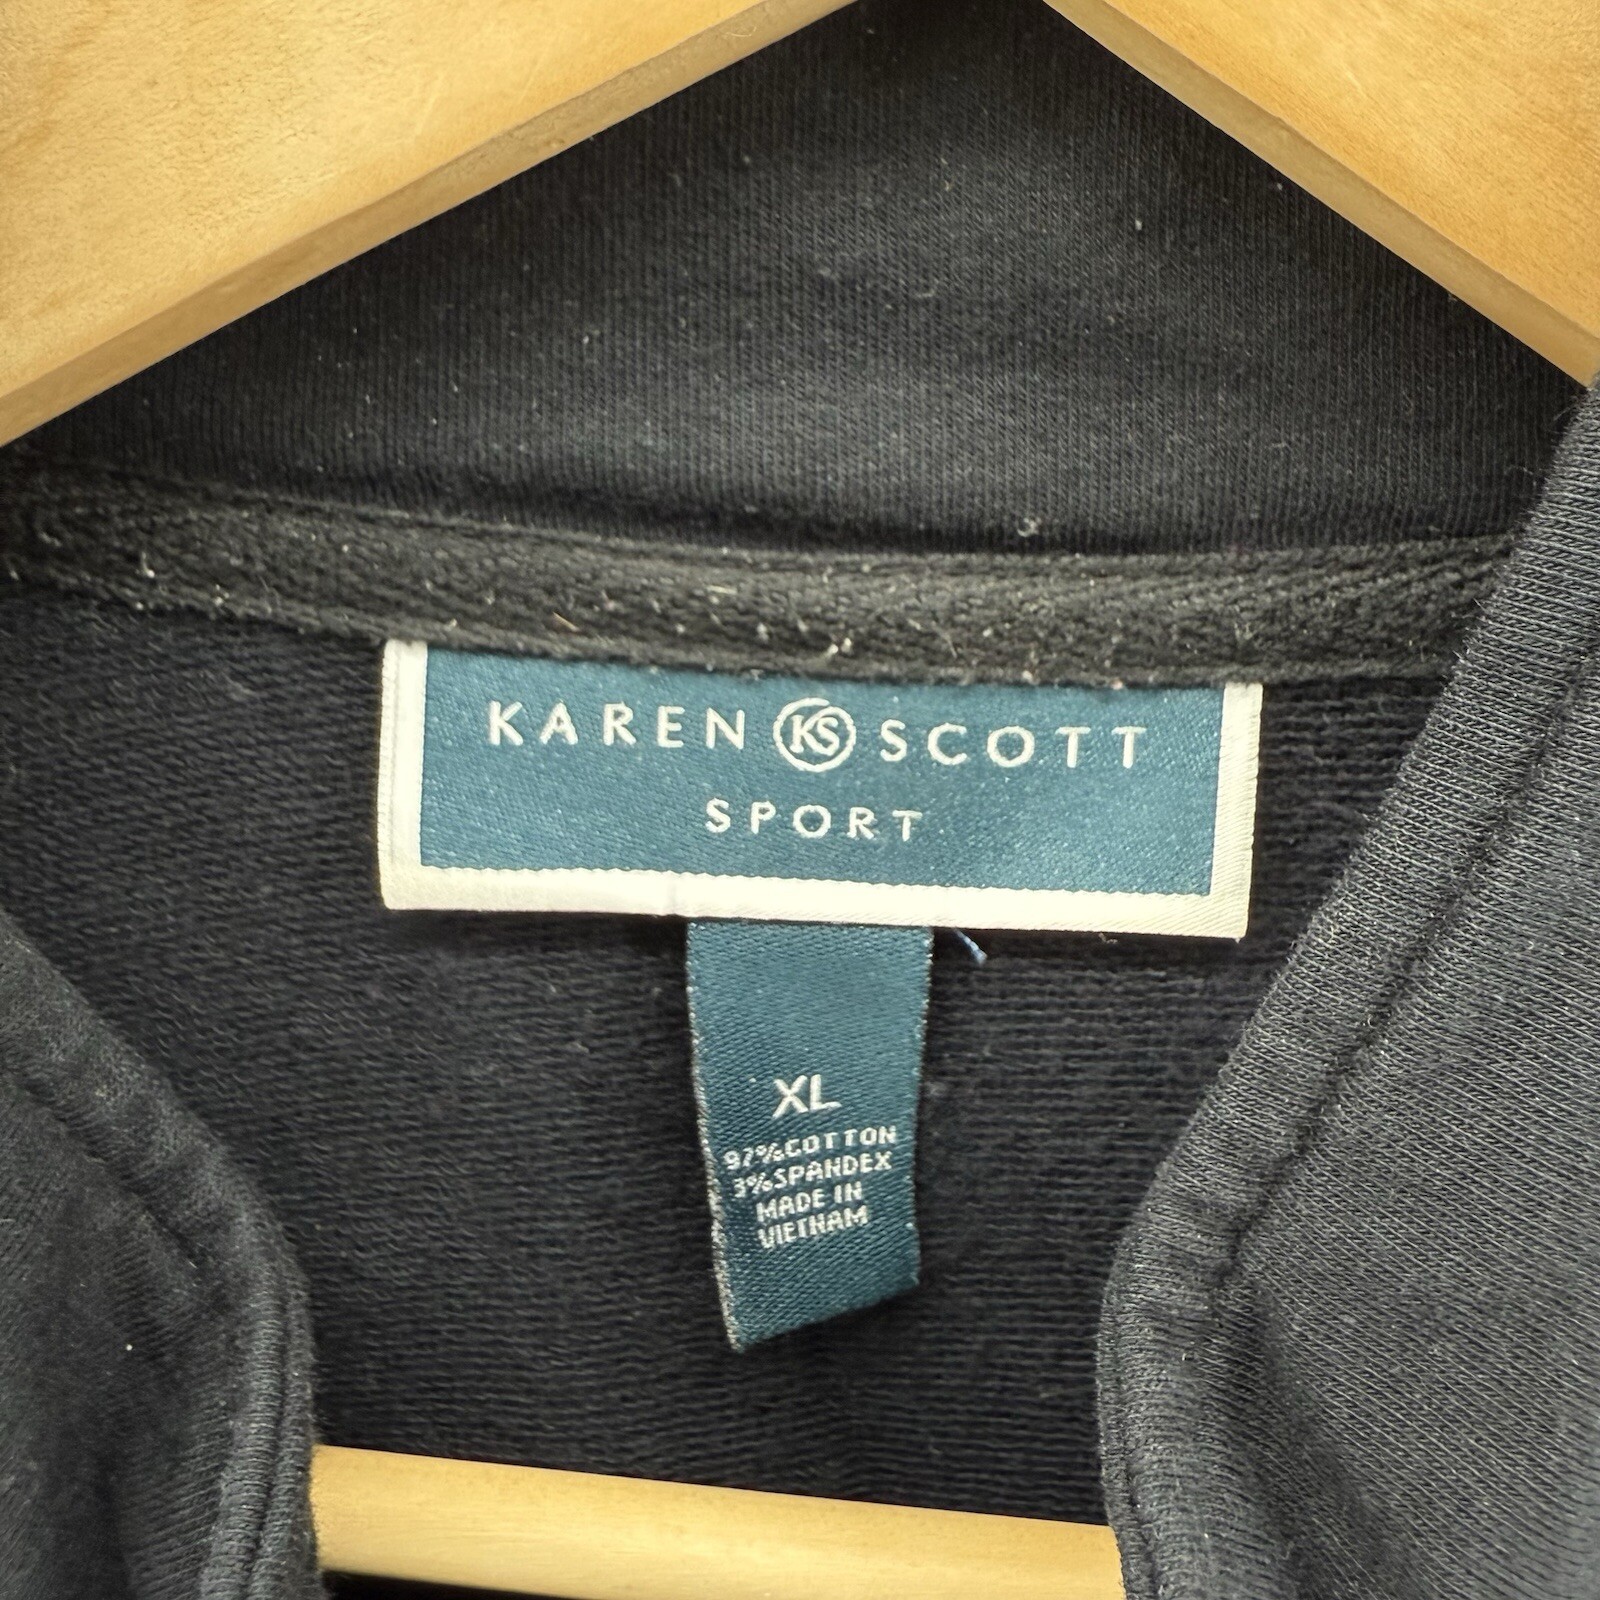 KAREN KS SCOTT
SPORT
XL
97%COTTON
3%SPANDEX
MADE IN
VIETNAM